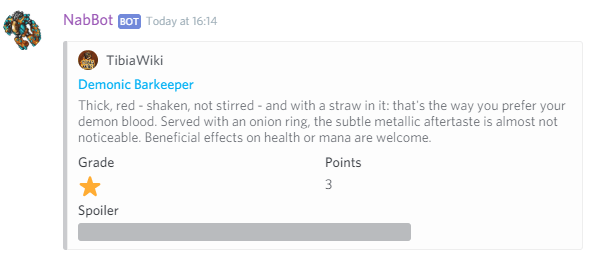 NabBot BOT Today at 16:14
TibiaWiki
Demonic Barkeeper
Thick, red - shaken, not stirred - and with a straw in it: that's the way you prefer your
demon blood. Served with an onion ring, the subtle metallic aftertaste is almost not
noticeable. Beneficial effects on health or mana are welcome.
Grade Points
3
Spoiler